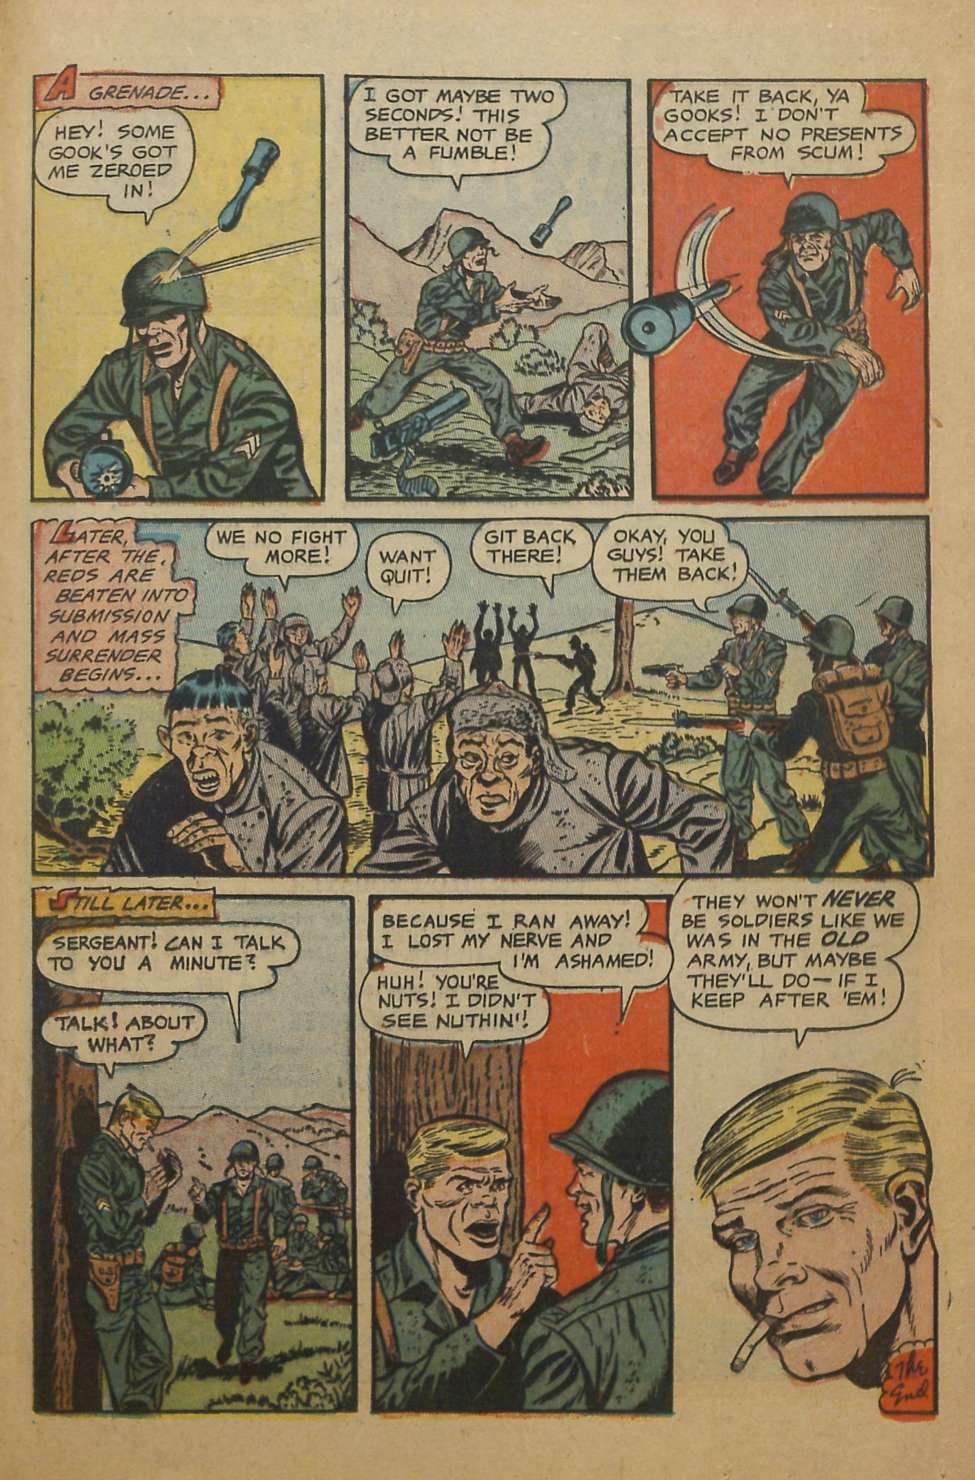 A GRENADE...
HEY! SOME
GOOK'S GOT
ME ZEROED
IN!
I GOT MAYBE TWO
SECONDS! THIS
BETTER NOT BE
A FUMBLE!
TAKE IT BACK, YA
GOOKS! I DON'T
ACCEPT NO PRESENTS
FROM SCUM!
LATER,
AFTER THE
REDS ARE
BEATEN INTO
SUBMISSION
AND MASS
SURRENDER
BEGINS...
WE NO FIGHT
MORE!
WANT
QUIT!
GIT BACK,
THERE!
OKAY, YOU
GUYS! TAKE
THEM BACK!
STILL LATER...
SERGEANT! CAN I TALK
TO YOU A MINUTE?
TALK! ABOUT
WHAT?
BECAUSE I RAN AWAY!
I LOST MY NERVE AND
I'M ASHAMED!
HUH! YOU'RE
NUTS! I DIDN'T
SEE NUTHIN'!
THEY WON'T NEVER
BE SOLDIERS LIKE WE
WAS IN THE OLD
ARMY, BUT MAYBE
THEY'LL DO—IF I
KEEP AFTER 'EM!
The
End